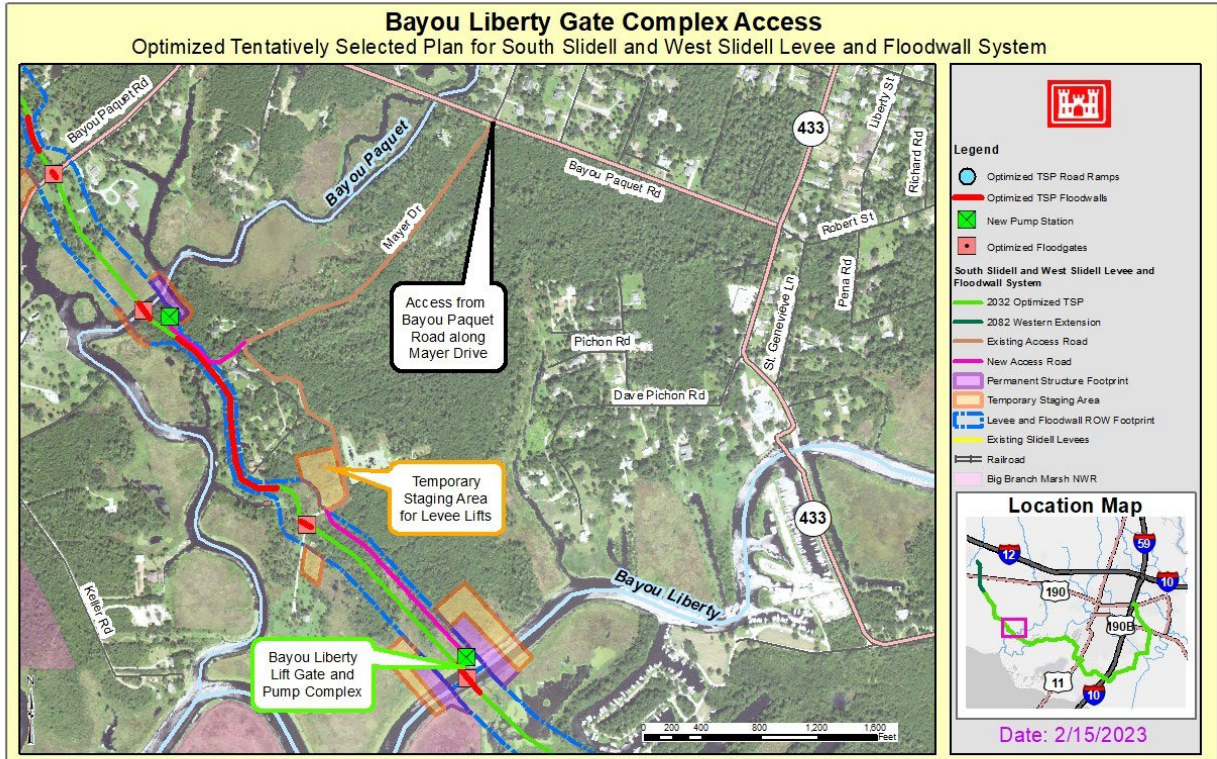 Bayou Liberty Gate Complex Access
Optimized Tentatively Selected Plan for South Slidell and West Slidell Levee and Floodwall System
Bayou Paquet Rd
Bayou Paquet
Mayer Dr
433
Liberty St
Richard Rd
Bayou Paquet Rd
Robert St
Pena Rd
St. Genevieve Ln
Access from
Bayou Paquet
Road along
Mayer Drive
Pichon Rd
Dave Pichon Rd
Temporary
Staging Area
for Levee Lifts
433
Bayou Liberty
Keller Rd
Bayou Liberty
Lift Gate and
Pump Complex
N
0 200 400 800 1,200 1,600
Feet
Legend
Optimized TSP Road Ramps
Optimized TSP Floodwalls
New Pump Station
Optimized Floodgates
South Slidell and West Slidell Levee and
Floodwall System
2032 Optimized TSP
2082 Western Extension
Existing Access Road
New Access Road
Permanent Structure Footprint
Temporary Staging Area
Levee and Floodwall ROW Footprint
Existing Slidell Levees
Railroad
Big Branch Marsh NWR
Location Map
12
59
10
190
190B
11
10
Date: 2/15/2023